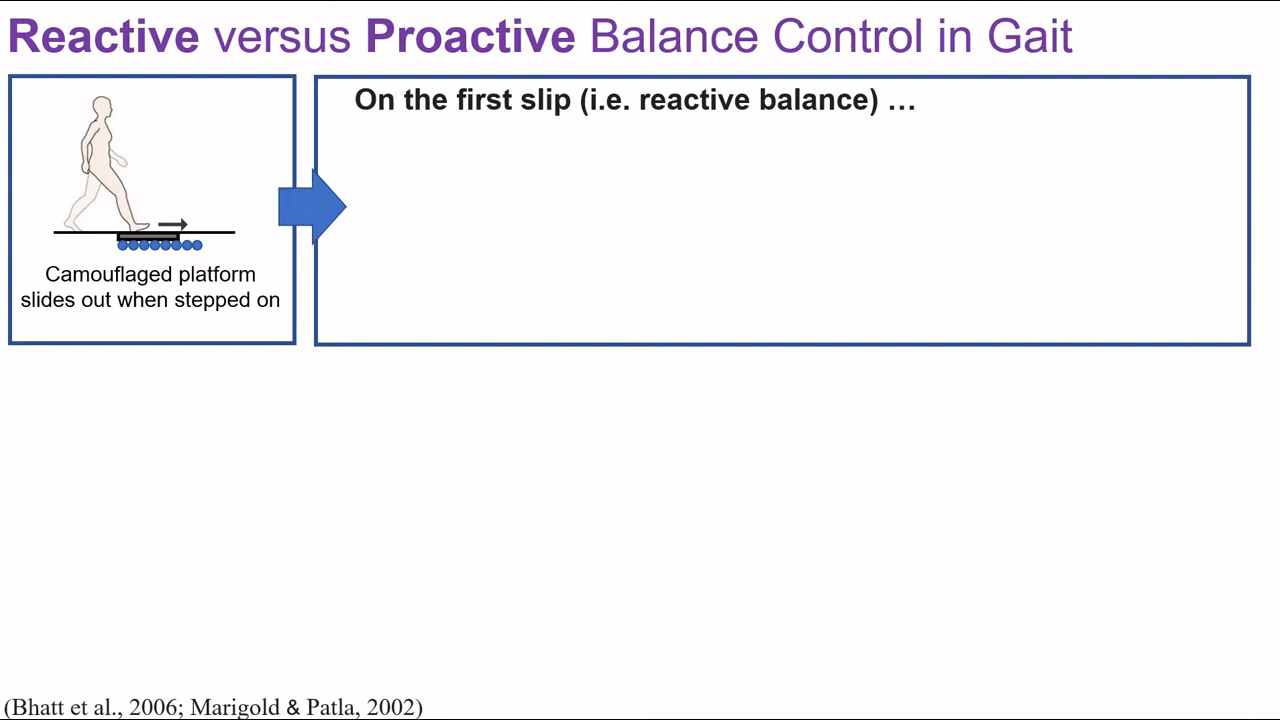 Reactive versus Proactive Balance Control in Gait
On the first slip (i.e. reactive balance) …
Camouflaged platform
slides out when stepped on
(Bhatt et al., 2006; Marigold & Patla, 2002)